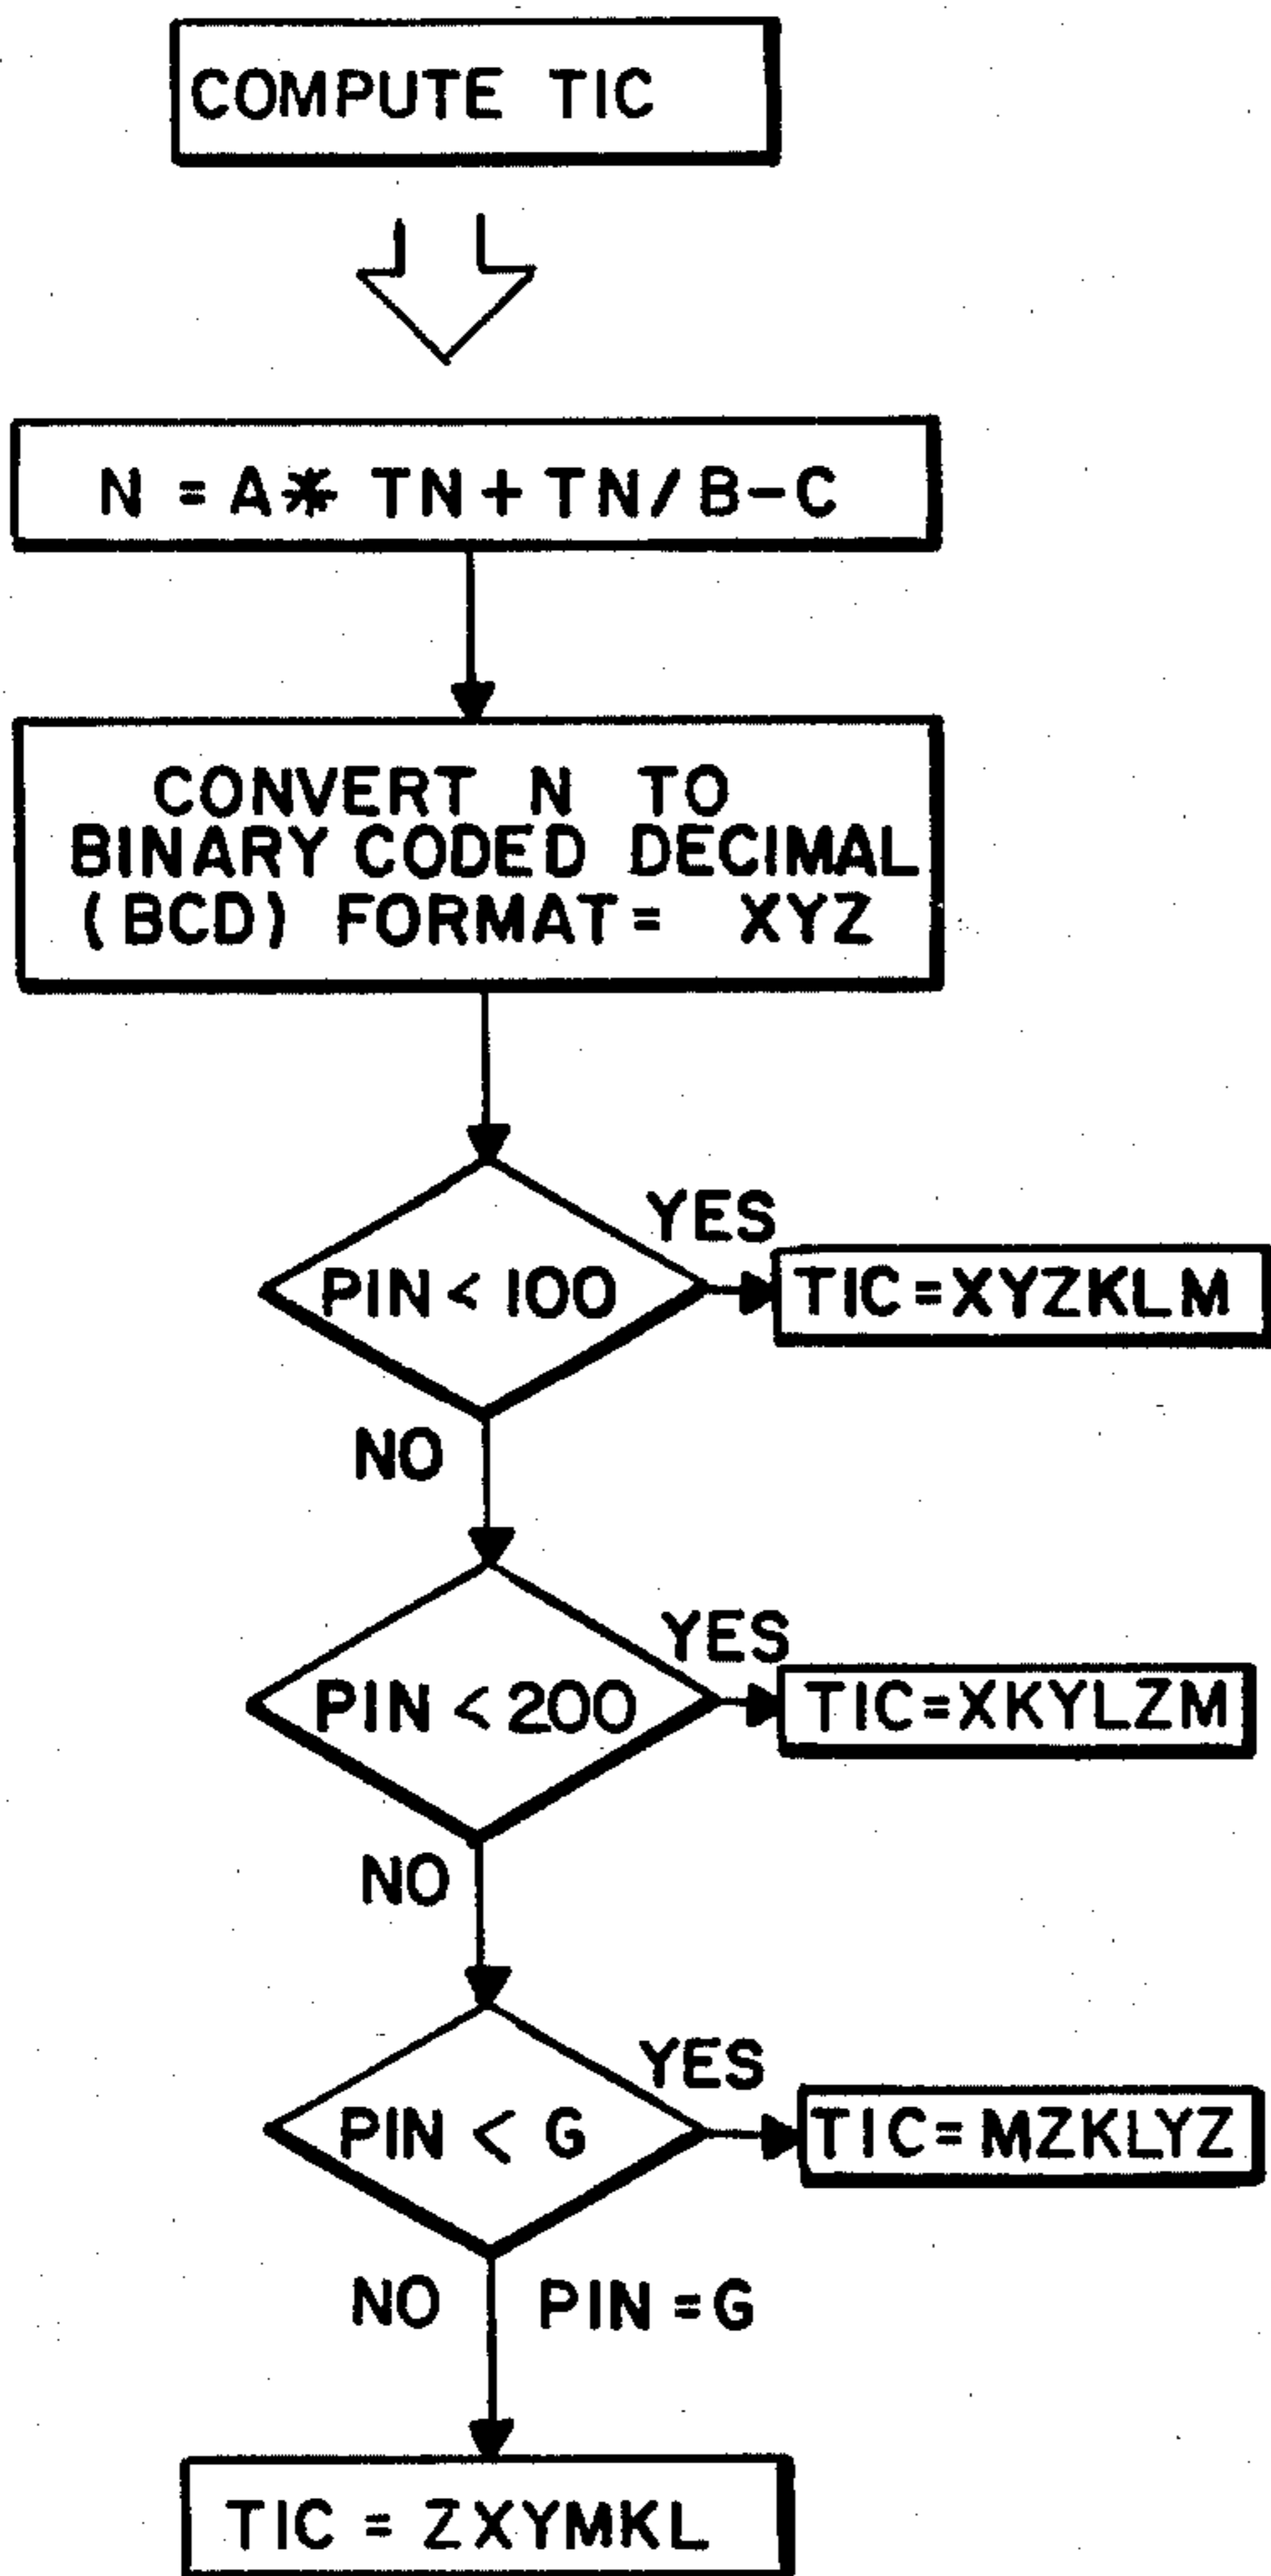 COMPUTE TIC
N = A* TN + TN/B-C
CONVERT N TO
BINARY CODED DECIMAL
(BCD) FORMAT = XYZ
YES
PIN < 100
TIC=XYZKLM
NO
YES
PIN < 200
TIC=XKYLZM
NO
YES
PIN < G
TIC=MZKLYZ
NO PIN = G
TIC = ZXYMKL